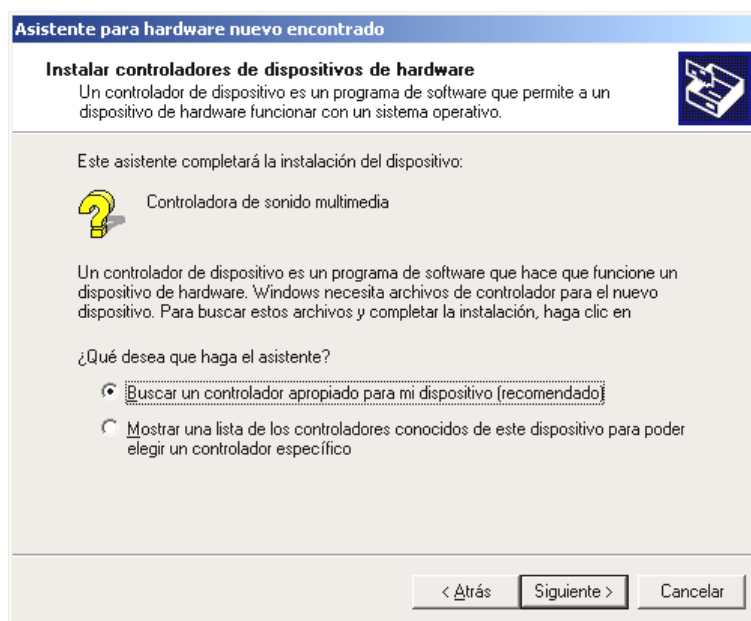 Asistente para hardware nuevo encontrado
Instalar controladores de dispositivos de hardware
Un controlador de dispositivo es un programa de software que permite a un
dispositivo de hardware funcionar con un sistema operativo.
Este asistente completará la instalación del dispositivo:
Controladora de sonido multimedia
Un controlador de dispositivo es un programa de software que hace que funcione un
dispositivo de hardware. Windows necesita archivos de controlador para el nuevo
dispositivo. Para buscar estos archivos y completar la instalación, haga clic en
¿Qué desea que haga el asistente?
Buscar un controlador apropiado para mi dispositivo (recomendado)
Mostrar una lista de los controladores conocidos de este dispositivo para poder
elegir un controlador específico
< Atrás
Siguiente >
Cancelar